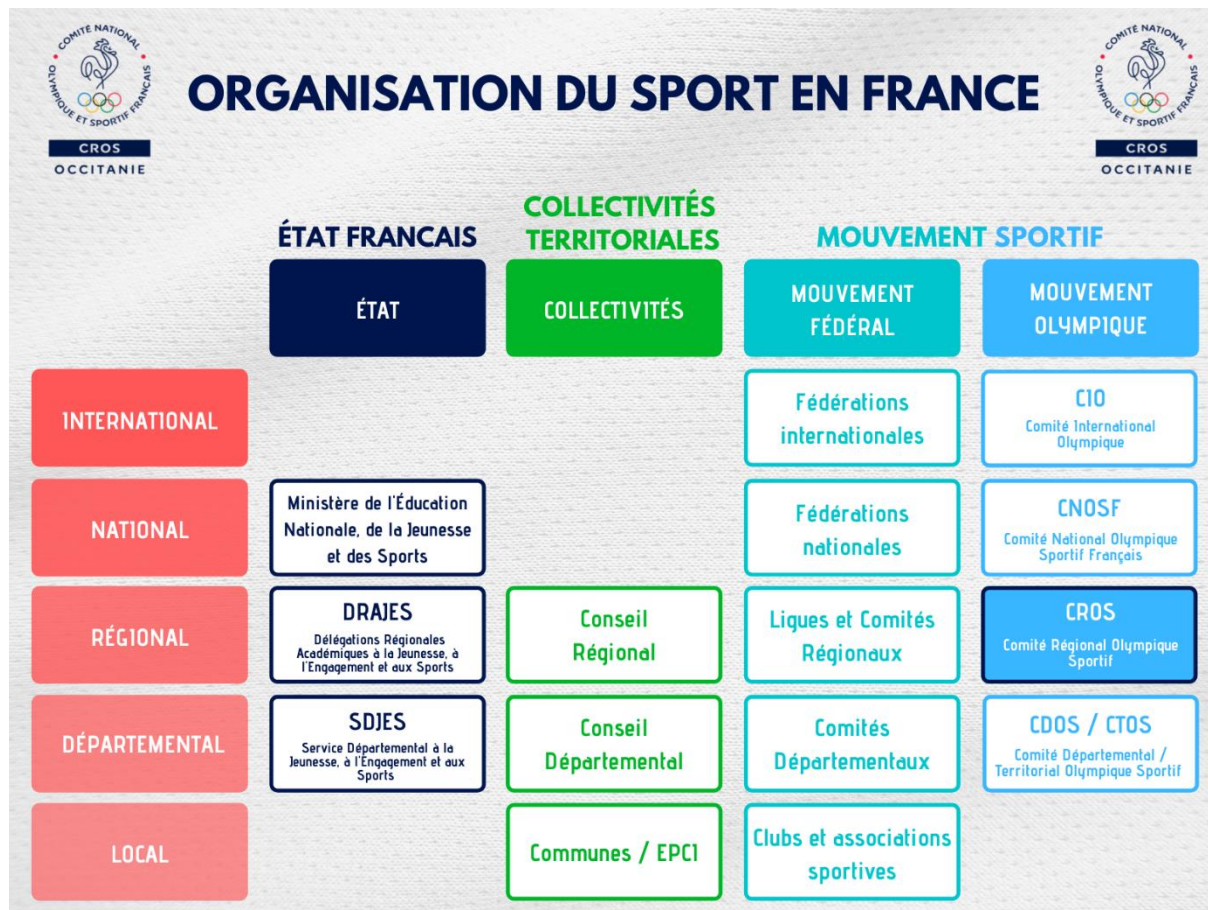 COMITÉ NATIONAL OLYMPIQUE ET SPORTIF FRANÇAIS
CROS
OCCITANIE
ORGANISATION DU SPORT EN FRANCE
COMITÉ NATIONAL OLYMPIQUE ET SPORTIF FRANÇAIS
CROS
OCCITANIE
ÉTAT FRANCAIS
COLLECTIVITÉS
TERRITORIALES
MOUVEMENT SPORTIF
ÉTAT
COLLECTIVITÉS
MOUVEMENT
FÉDÉRAL
MOUVEMENT
OLYMPIQUE
INTERNATIONAL
Fédérations
internationales
CIO
Comité International
Olympique
NATIONAL
Ministère de l'Éducation
Nationale, de la Jeunesse
et des Sports
Fédérations
nationales
CNOSF
Comité National Olympique
Sportif Français
RÉGIONAL
DRAJES
Délégations Régionales
Académiques à la Jeunesse, à
l'Engagement et aux Sports
Conseil
Régional
Ligues et Comités
Régionaux
CROS
Comité Régional Olympique
Sportif
DÉPARTEMENTAL
SDJES
Service Départemental à la
Jeunesse, à l'Engagement et aux
Sports
Conseil
Départemental
Comités
Départementaux
CDOS / CTOS
Comité Départemental /
Territorial Olympique Sportif
LOCAL
Communes / EPCI
Clubs et associations
sportives